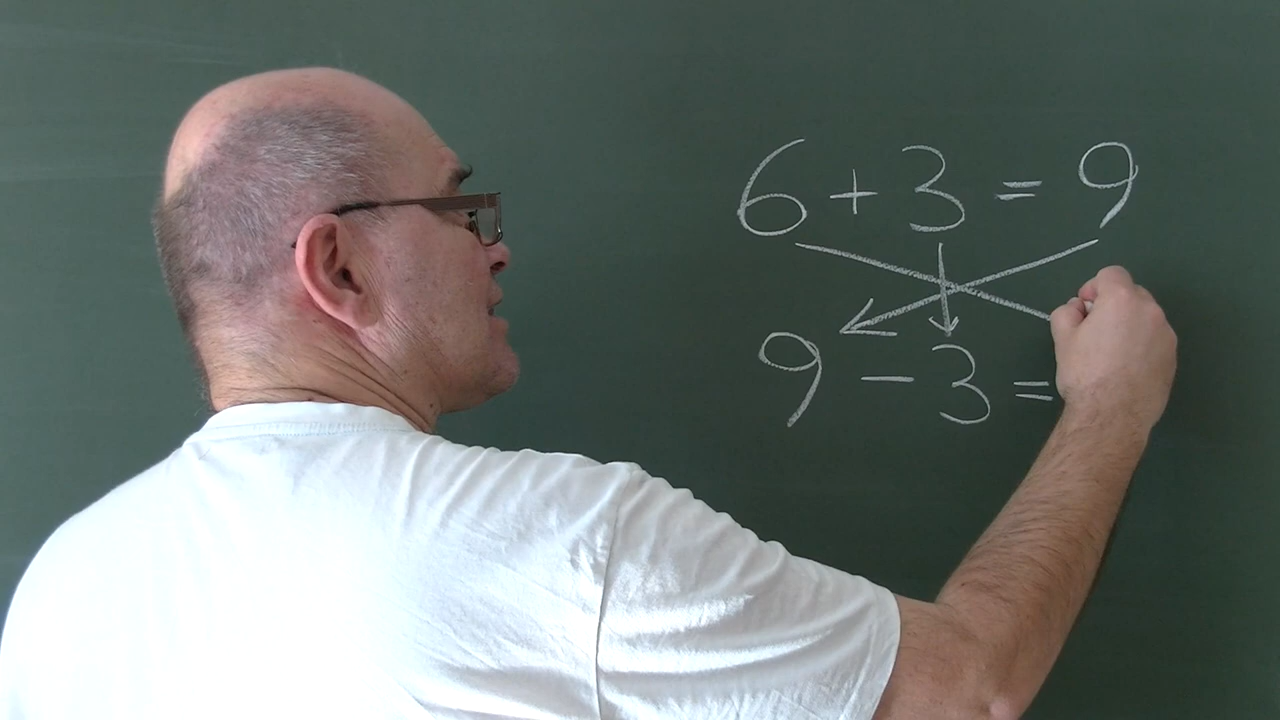 6 + 3 = 9
9 - 3 =